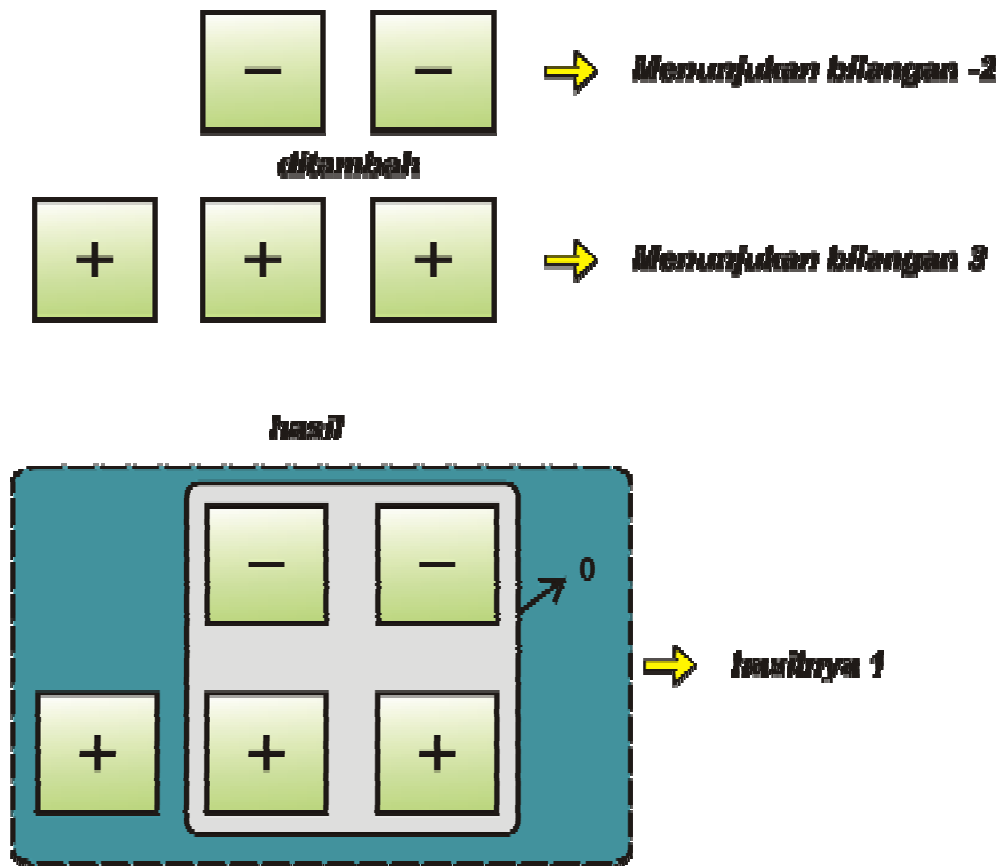 − −
Menunjukan bilangan -2
ditambah
+ + +
Menunjukan bilangan 3
hasil
− −
0
hasilnya 1
+ + +